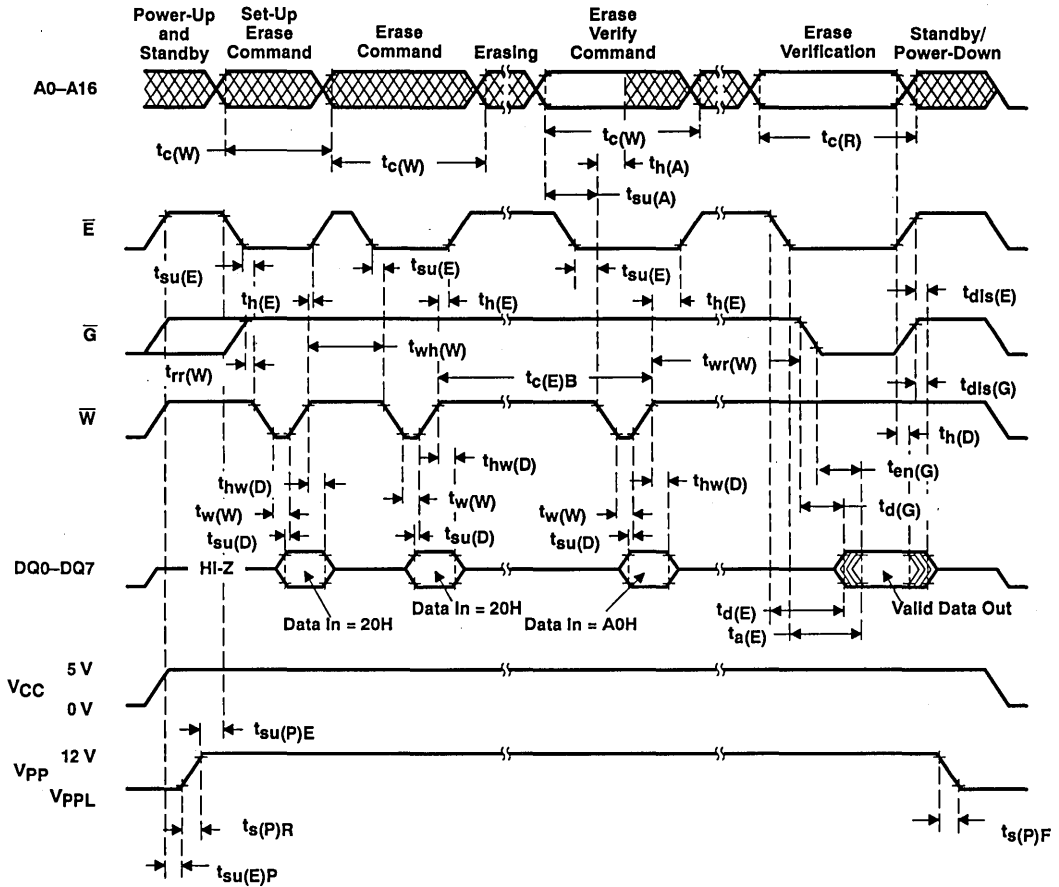 Power-Up
and
Standby
Set-Up
Erase
Command
Erase
Command
Erasing
Erase
Verify
Command
Erase
Verification
Standby/
Power-Down
A0–A16
tc(W)
tc(W)
tc(W)
th(A)
tsu(A)
tc(R)
E
tsu(E)
tsu(E)
tsu(E)
th(E)
th(E)
th(E)
tdis(E)
G
trr(W)
twh(W)
tc(E)B
twr(W)
tdis(G)
W
th(D)
thw(D)
thw(D)
thw(D)
ten(G)
tw(W)
tw(W)
tw(W)
td(G)
tsu(D)
tsu(D)
tsu(D)
DQ0–DQ7
HI-Z
Data In = 20H
Data In = 20H
Data In = A0H
Valid Data Out
td(E)
ta(E)
VCC
5 V
0 V
tsu(P)E
VPP
12 V
VPPL
ts(P)R
ts(P)F
tsu(E)P